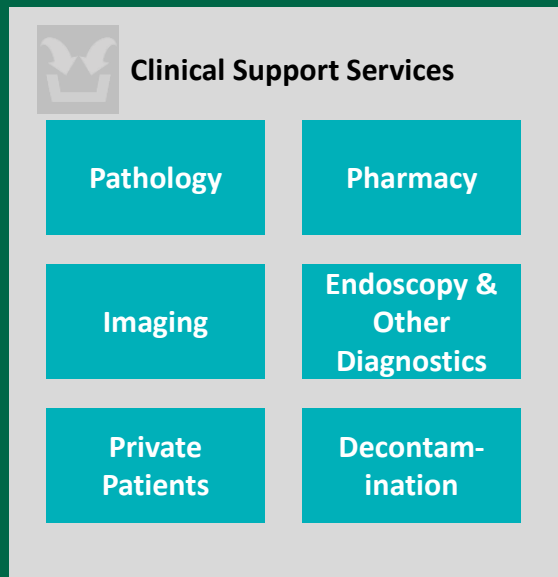 Clinical Support Services
Pathology
Pharmacy
Imaging
Endoscopy &
Other
Diagnostics
Private
Patients
Decontam-
ination